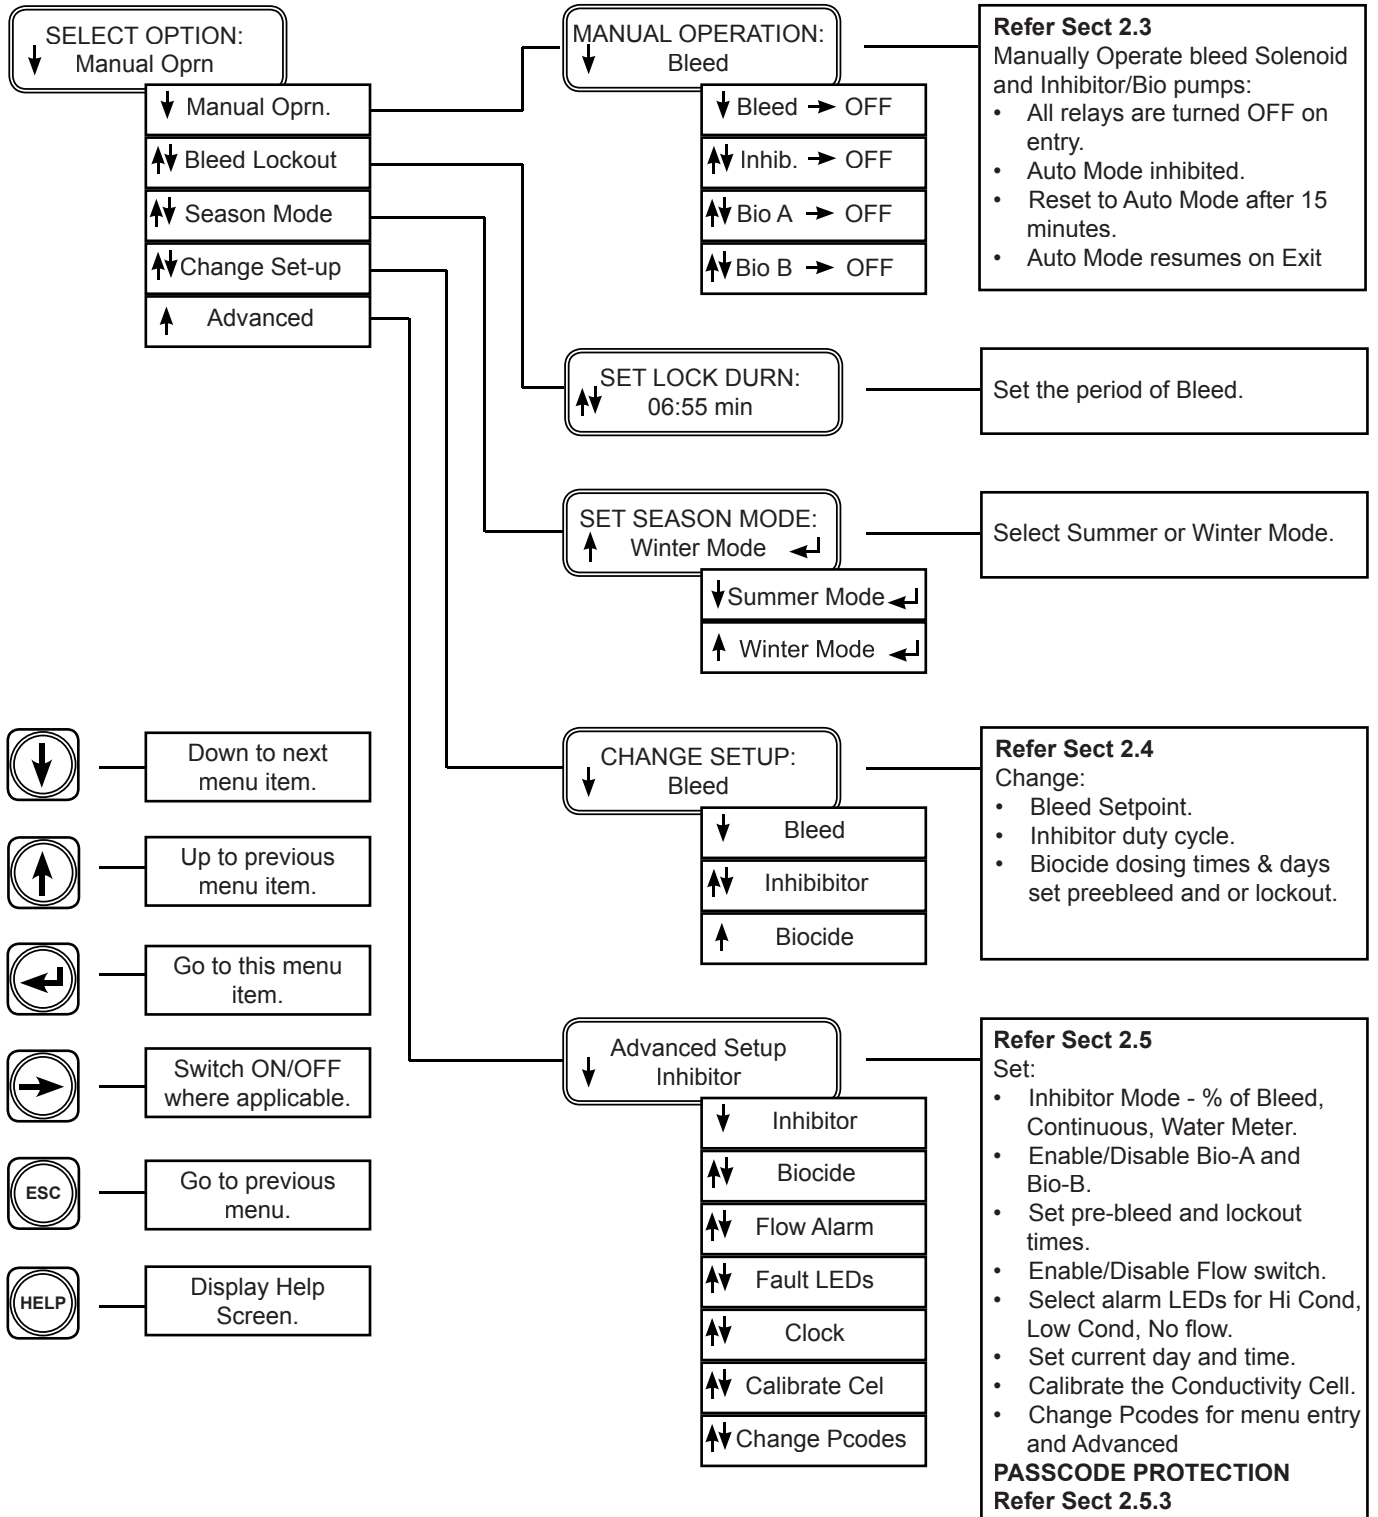 SELECT OPTION:
Manual Oprn
Manual Oprn.
Bleed Lockout
Season Mode
Change Set-up
Advanced
MANUAL OPERATION:
Bleed
Bleed → OFF
Inhib. → OFF
Bio A → OFF
Bio B → OFF
Refer Sect 2.3
Manually Operate bleed Solenoid
and Inhibitor/Bio pumps:
• All relays are turned OFF on
entry.
• Auto Mode inhibited.
• Reset to Auto Mode after 15
minutes.
• Auto Mode resumes on Exit
SET LOCK DURN:
06:55 min
Set the period of Bleed.
SET SEASON MODE:
Winter Mode
Summer Mode
Winter Mode
Select Summer or Winter Mode.
CHANGE SETUP:
Bleed
Bleed
Inhibibitor
Biocide
Refer Sect 2.4
Change:
• Bleed Setpoint.
• Inhibitor duty cycle.
• Biocide dosing times & days
set preebleed and or lockout.
Down to next
menu item.
Up to previous
menu item.
Go to this menu
item.
Switch ON/OFF
where applicable.
ESC
Go to previous
menu.
HELP
Display Help
Screen.
Advanced Setup
Inhibitor
Inhibitor
Biocide
Flow Alarm
Fault LEDs
Clock
Calibrate Cel
Change Pcodes
Refer Sect 2.5
Set:
• Inhibitor Mode - % of Bleed,
Continuous, Water Meter.
• Enable/Disable Bio-A and
Bio-B.
• Set pre-bleed and lockout
times.
• Enable/Disable Flow switch.
• Select alarm LEDs for Hi Cond,
Low Cond, No flow.
• Set current day and time.
• Calibrate the Conductivity Cell.
• Change Pcodes for menu entry
and Advanced
PASSCODE PROTECTION
Refer Sect 2.5.3